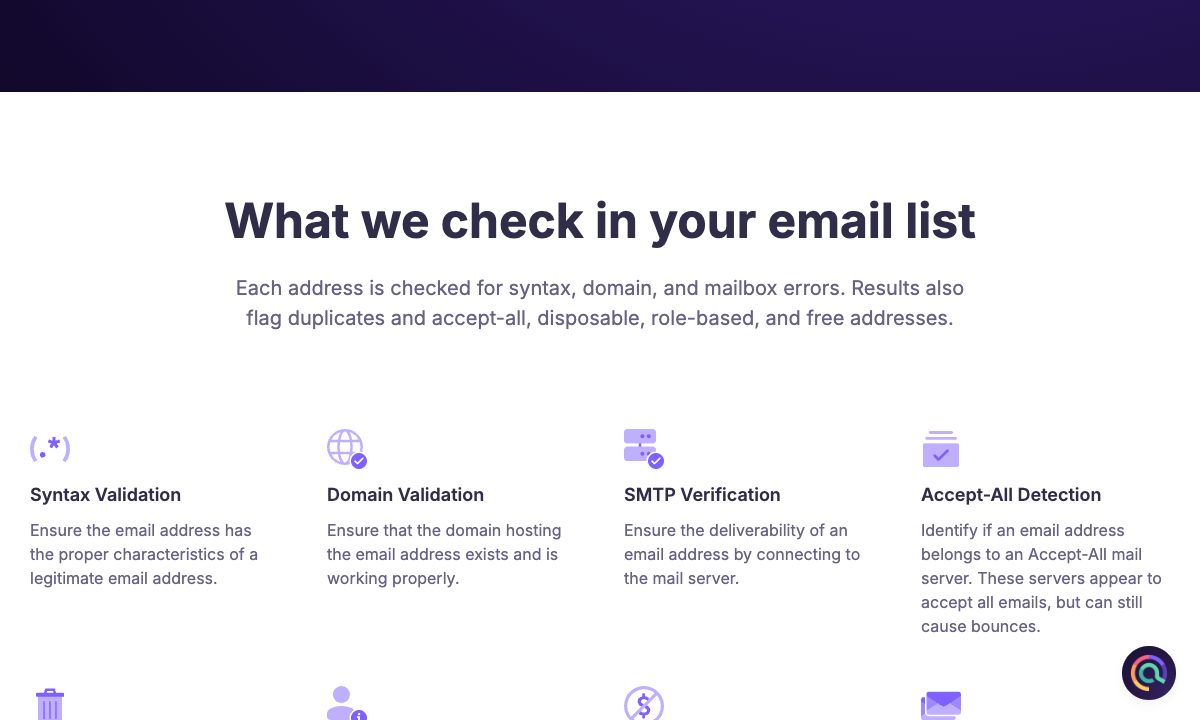 What we check in your email list
Each address is checked for syntax, domain, and mailbox errors. Results also
flag duplicates and accept-all, disposable, role-based, and free addresses.
(.*)
Syntax Validation
Ensure the email address has
the proper characteristics of a
legitimate email address.
Domain Validation
Ensure that the domain hosting
the email address exists and is
working properly.
SMTP Verification
Ensure the deliverability of an
email address by connecting to
the mail server.
Accept-All Detection
Identify if an email address
belongs to an Accept-All mail
server. These servers appear to
accept all emails, but can still
cause bounces.